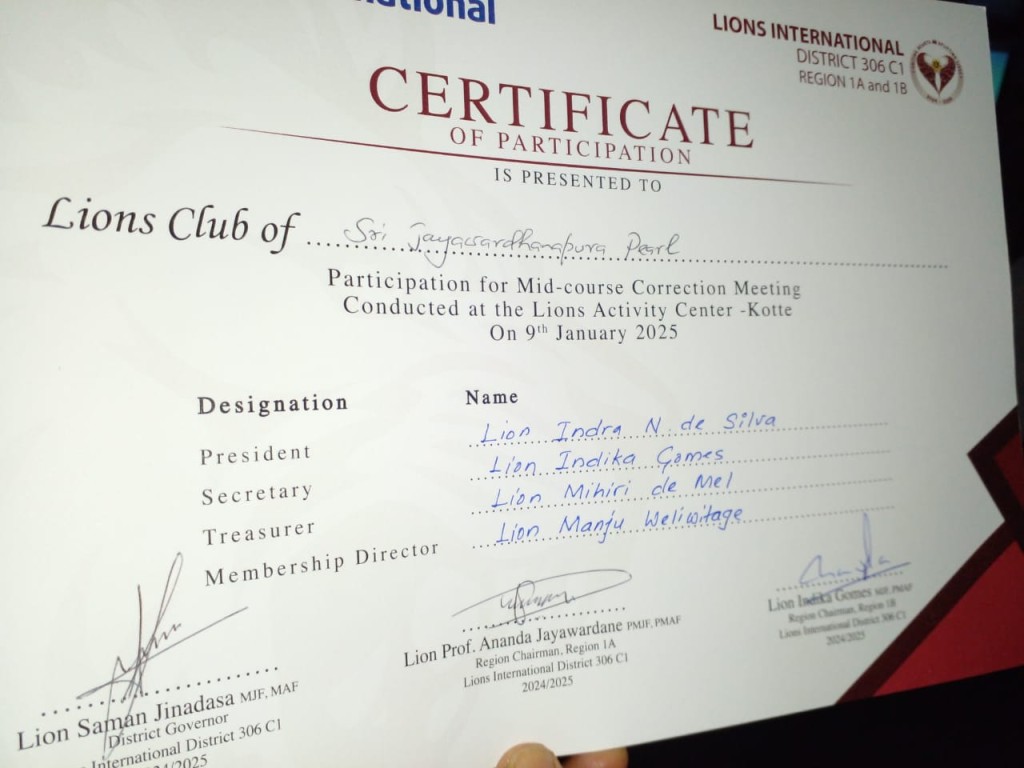 LIONS INTERNATIONAL
DISTRICT 306 C1
REGION 1A and 1B
CERTIFICATE
OF PARTICIPATION
IS PRESENTED TO
Lions Club of Sri Jayawardhanapura Pearl
Participation for Mid-course Correction Meeting
Conducted at the Lions Activity Center -Kotte
On 9th January 2025
Designation Name
President Lion Indra N. de Silva
Secretary Lion Indika Gomes
Treasurer Lion Mihiri de Mel
Membership Director Lion Manju Weliwitage
Lion Saman Jinadasa MJF, MAF
District Governor
International District 306 C1
Lion Prof. Ananda Jayawardane PMJF, PMAF
Region Chairman, Region 1A
Lions International District 306 C1
2024/2025
Lion Indika Gomes MJF, PMAF
Region Chairman, Region 1B
Lions International District 306 C1
2024/2025